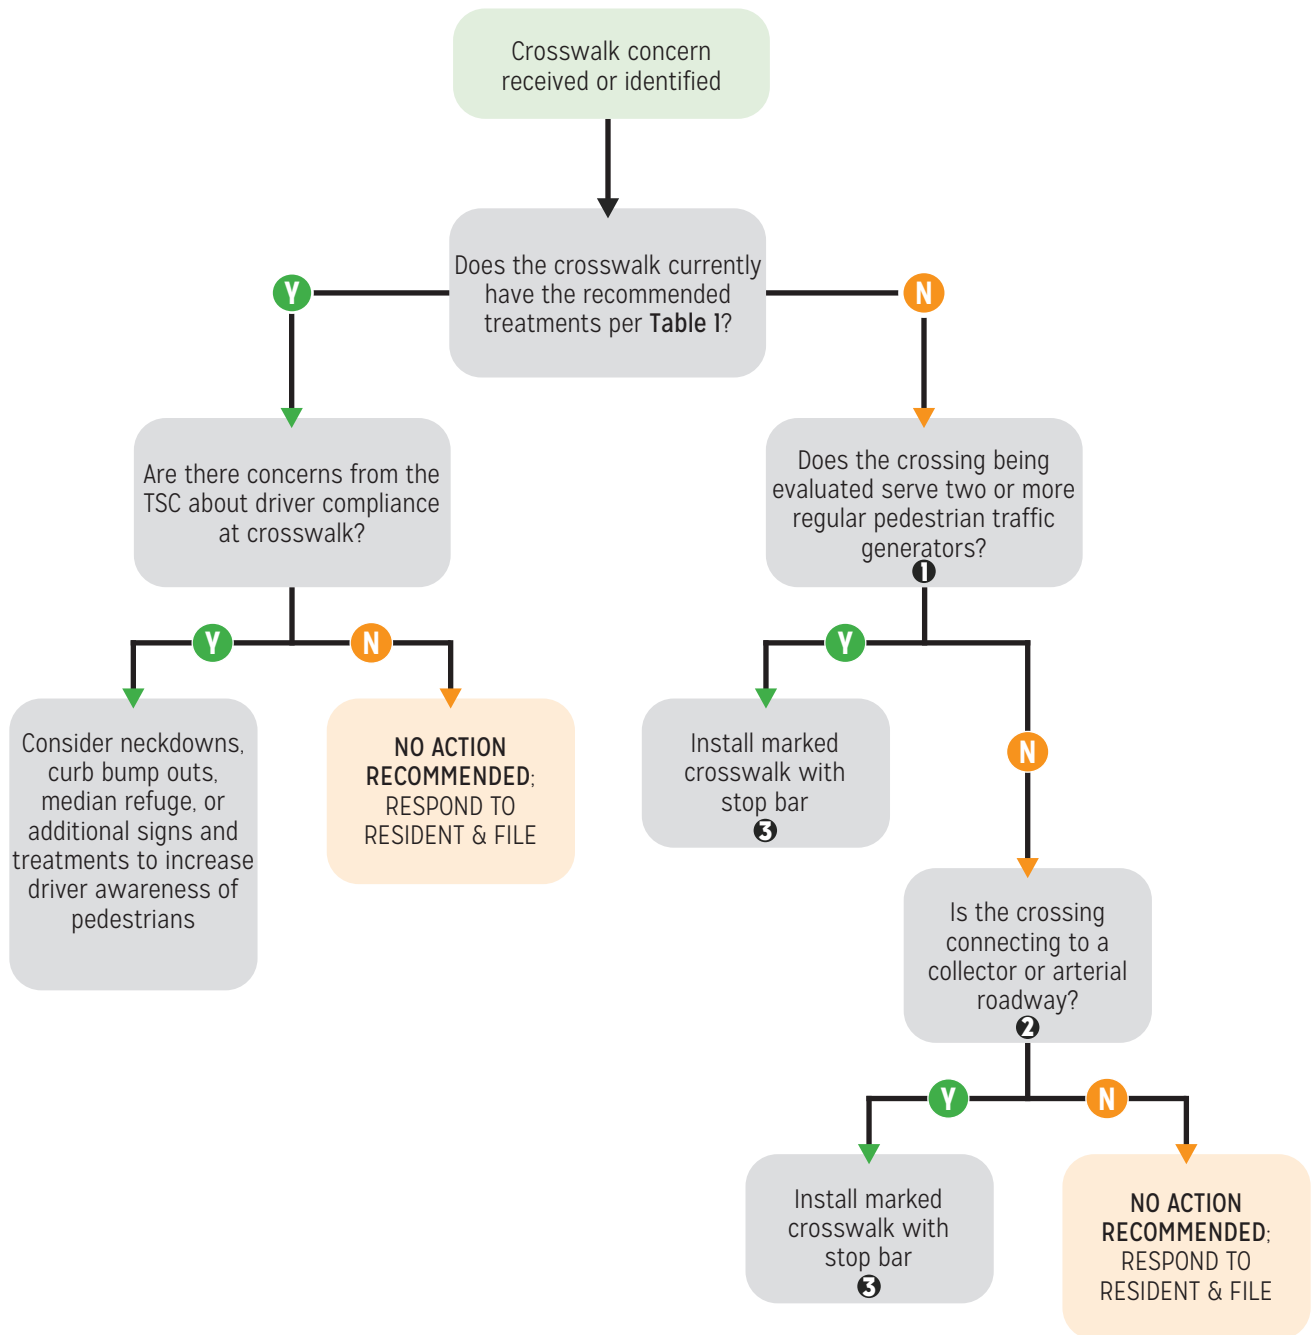 Crosswalk concern
received or identified
Does the crosswalk currently
have the recommended
treatments per Table 1?
Y
N
Are there concerns from the
TSC about driver compliance
at crosswalk?
Does the crossing being
evaluated serve two or more
regular pedestrian traffic
generators?
1
Y
N
Y
N
Consider neckdowns,
curb bump outs,
median refuge, or
additional signs and
treatments to increase
driver awareness of
pedestrians
NO ACTION
RECOMMENDED;
RESPOND TO
RESIDENT & FILE
Install marked
crosswalk with
stop bar
3
Is the crossing
connecting to a
collector or arterial
roadway?
2
Y
N
Install marked
crosswalk with
stop bar
3
NO ACTION
RECOMMENDED;
RESPOND TO
RESIDENT & FILE